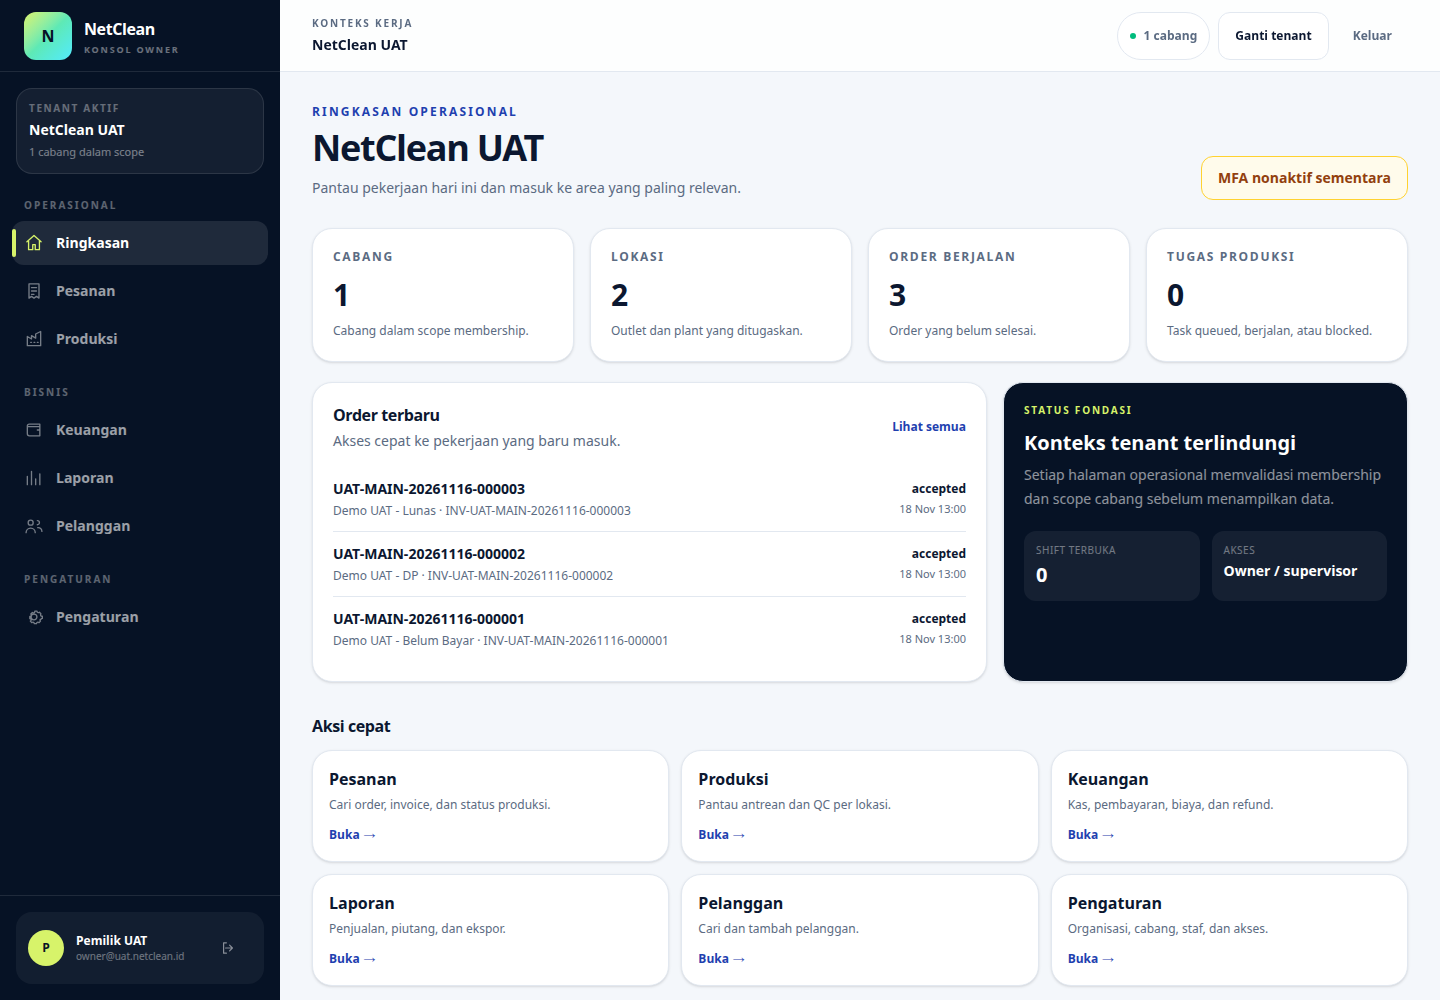 N
NetClean
KONSOL OWNER
TENANT AKTIF
NetClean UAT
1 cabang dalam scope
OPERASIONAL
Ringkasan
Pesanan
Produksi
BISNIS
Keuangan
Laporan
Pelanggan
PENGATURAN
Pengaturan
P
Pemilik UAT
owner@uat.netclean.id
KONTEKS KERJA
NetClean UAT
1 cabang
Ganti tenant
Keluar
RINGKASAN OPERASIONAL
NetClean UAT
Pantau pekerjaan hari ini dan masuk ke area yang paling relevan.
MFA nonaktif sementara
CABANG
1
Cabang dalam scope membership.
LOKASI
2
Outlet dan plant yang ditugaskan.
ORDER BERJALAN
3
Order yang belum selesai.
TUGAS PRODUKSI
0
Task queued, berjalan, atau blocked.
Order terbaru
Akses cepat ke pekerjaan yang baru masuk.
Lihat semua
UAT-MAIN-20261116-000003
accepted
Demo UAT - Lunas · INV-UAT-MAIN-20261116-000003
18 Nov 13:00
UAT-MAIN-20261116-000002
accepted
Demo UAT - DP · INV-UAT-MAIN-20261116-000002
18 Nov 13:00
UAT-MAIN-20261116-000001
accepted
Demo UAT - Belum Bayar · INV-UAT-MAIN-20261116-000001
18 Nov 13:00
STATUS FONDASI
Konteks tenant terlindungi
Setiap halaman operasional memvalidasi membership
dan scope cabang sebelum menampilkan data.
SHIFT TERBUKA
0
AKSES
Owner / supervisor
Aksi cepat
Pesanan
Cari order, invoice, dan status produksi.
Buka →
Produksi
Pantau antrean dan QC per lokasi.
Buka →
Keuangan
Kas, pembayaran, biaya, dan refund.
Buka →
Laporan
Penjualan, piutang, dan ekspor.
Buka →
Pelanggan
Cari dan tambah pelanggan.
Buka →
Pengaturan
Organisasi, cabang, staf, dan akses.
Buka →